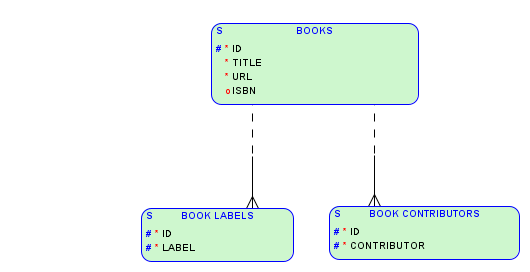 S BOOKS
# * ID
* TITLE
* URL
o ISBN
S BOOK LABELS
# * ID
# * LABEL
S BOOK CONTRIBUTORS
# * ID
# * CONTRIBUTOR